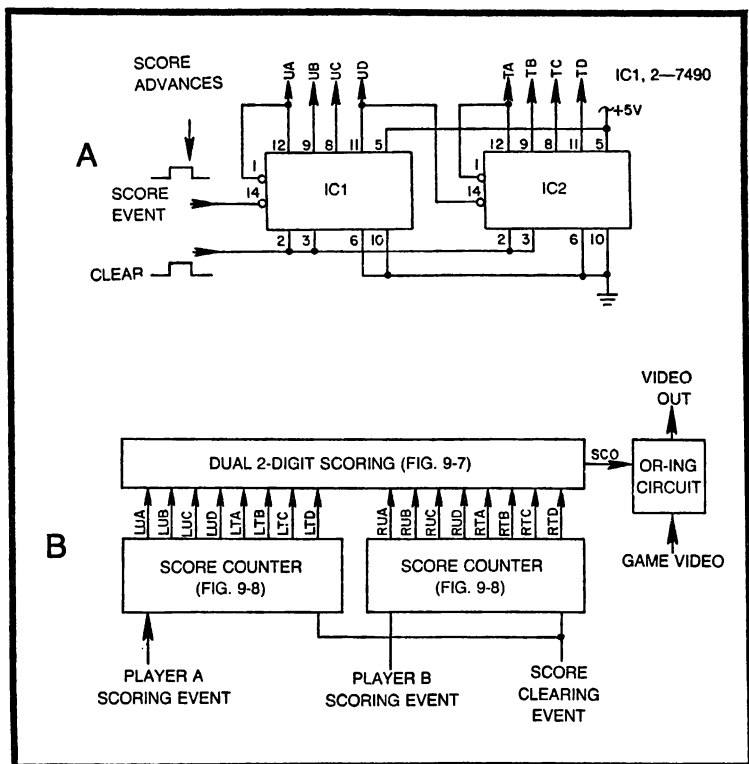 SCORE
ADVANCES
UA UB UC UD TA TB TC TD
IC1, 2—7490
+5V
A
12 9 8 11 5 12 9 8 11 5
1 1
SCORE
EVENT
14 IC1 14 IC2
2 3 6 10 2 3 6 10
CLEAR
VIDEO
OUT
DUAL 2-DIGIT SCORING (FIG. 9-7)
SCO
OR-ING
CIRCUIT
B
LUA LUB LUC LUD LTA LTB LTC LTD
RUA RUB RUC RUD RTA RTB RTC RTD
SCORE COUNTER
(FIG. 9-8)
SCORE COUNTER
(FIG. 9-8)
GAME VIDEO
PLAYER A
SCORING EVENT
PLAYER B
SCORING EVENT
SCORE
CLEARING
EVENT